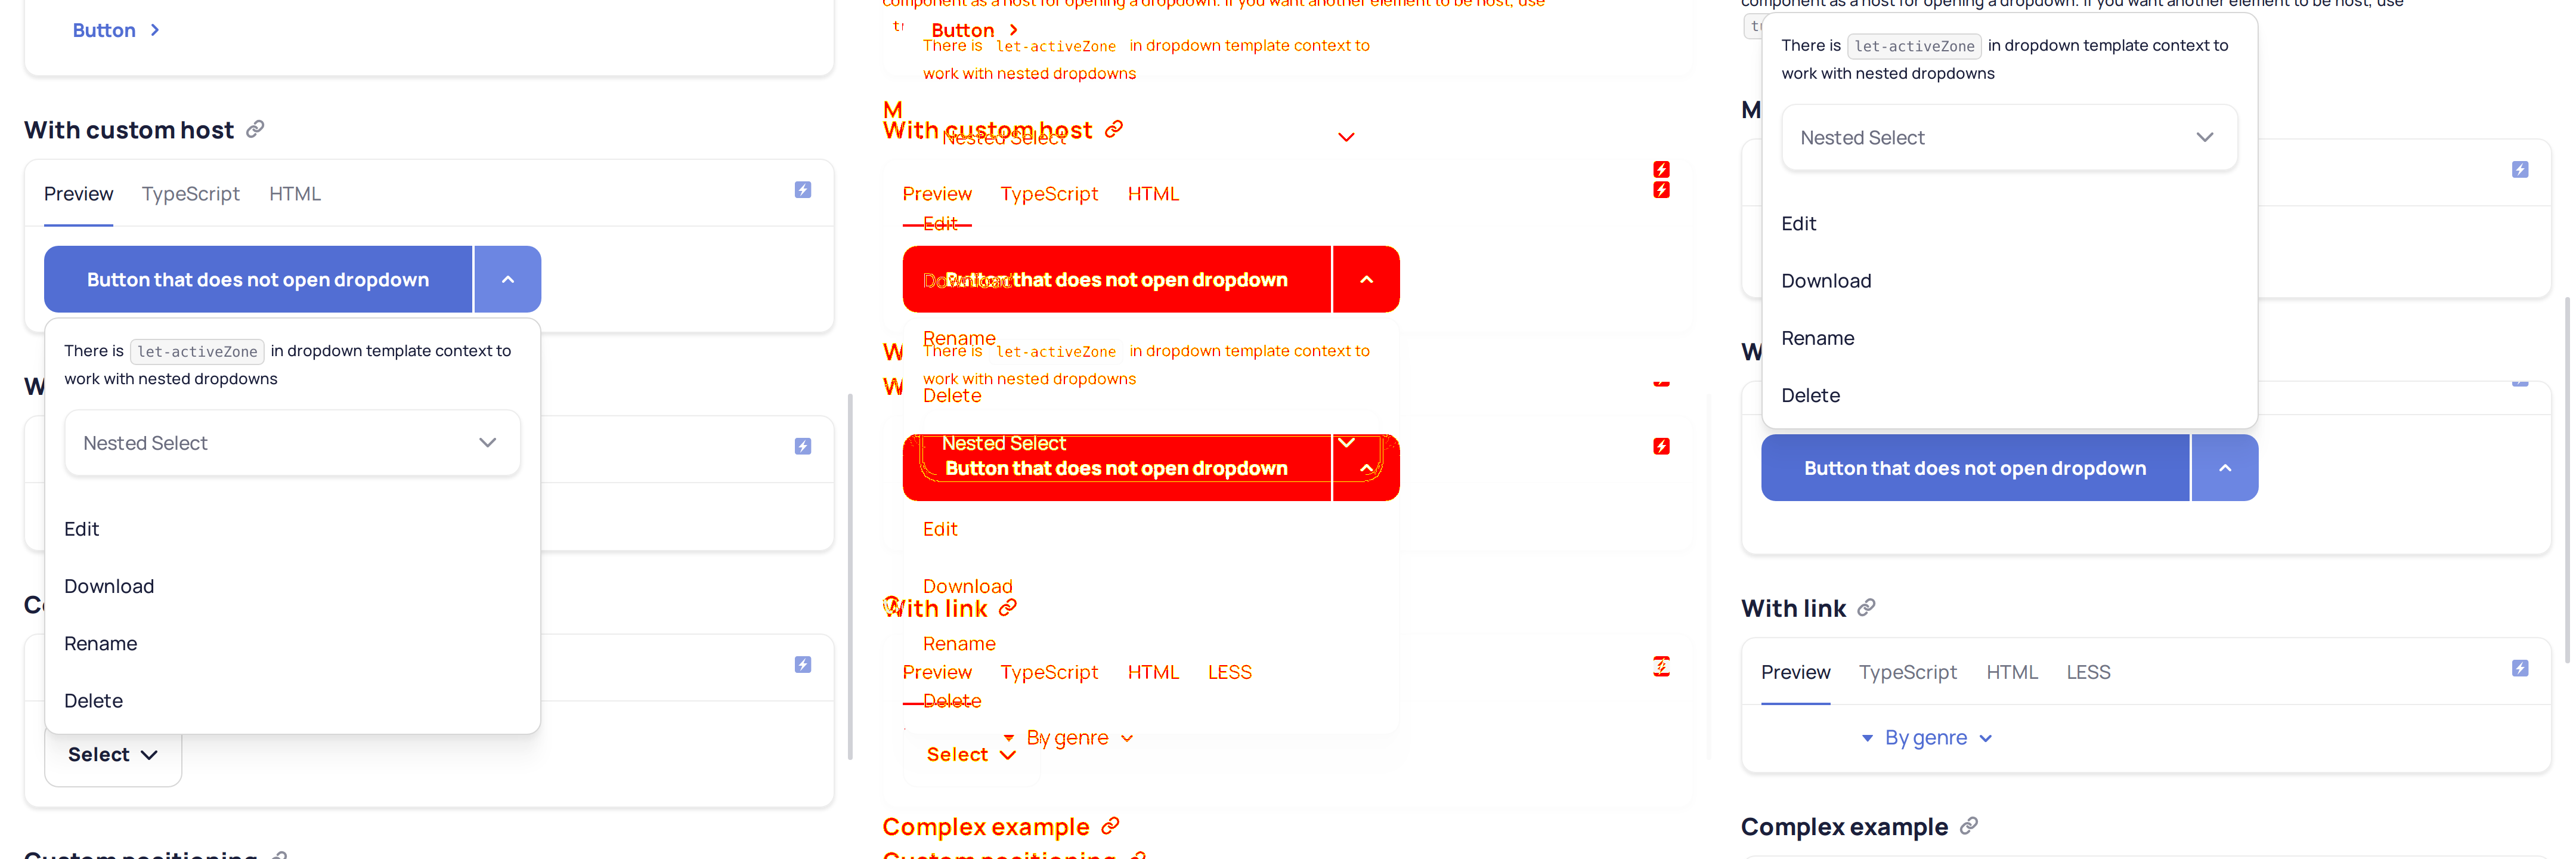 Button
With custom host
Preview TypeScript HTML
Button that does not open dropdown
There is let-activeZone in dropdown template context to
work with nested dropdowns
W
Nested Select
Edit
Download
C
Rename
Delete
Select
Custom positioning
component as a host for opening a dropdown. If you want another element to be host, use
tr Button
There is let-activeZone in dropdown template context to
work with nested dropdowns
M
With custom host
Nested Select
Preview TypeScript HTML
Edit
Button that does not open dropdown
Download
Rename
W There is let-activeZone in dropdown template context to
W work with nested dropdowns
Delete
Nested Select
Button that does not open dropdown
Edit
Download
With link
Rename
Preview TypeScript HTML LESS
Delete
By genre
Select
Complex example
Custom positioning
component as a host for opening a dropdown. If you want another element to be host, use
t
There is let-activeZone in dropdown template context to
work with nested dropdowns
M
Nested Select
Edit
Download
Rename
W
Delete
Button that does not open dropdown
With link
Preview TypeScript HTML LESS
By genre
Complex example